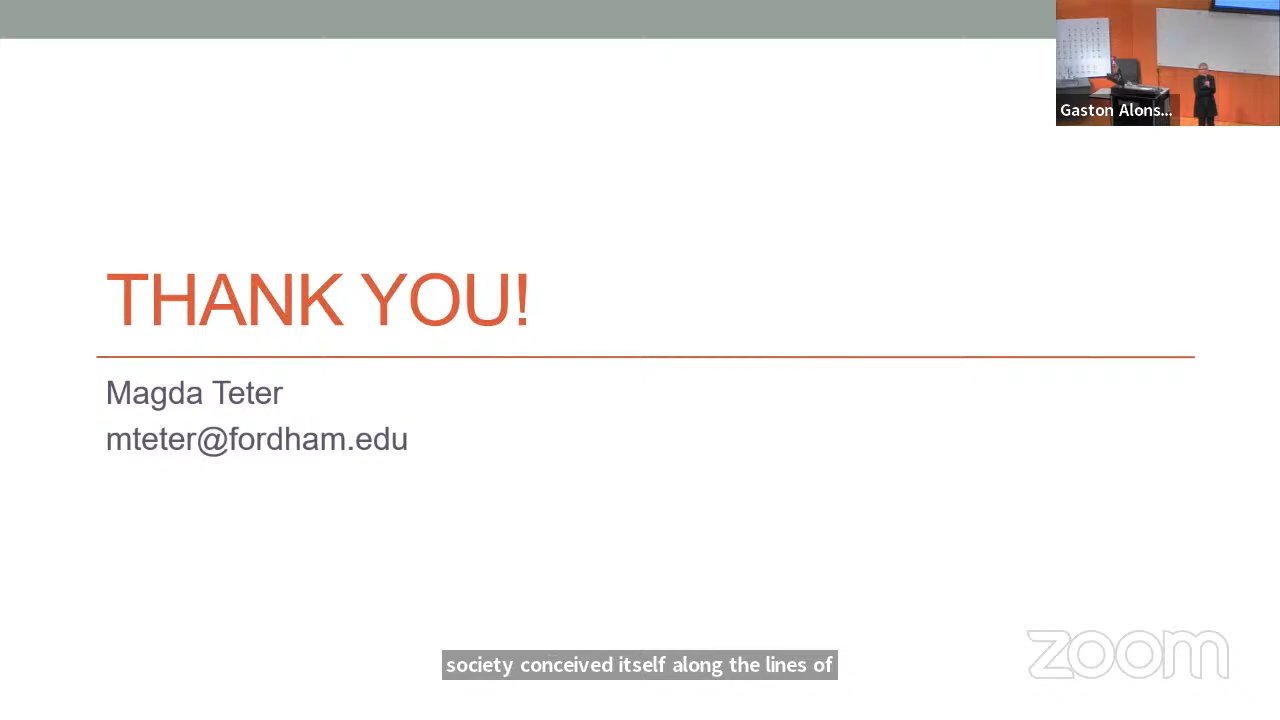 Gaston Alons...
THANK YOU!
Magda Teter
mteter@fordham.edu
society conceived itself along the lines of
zoom